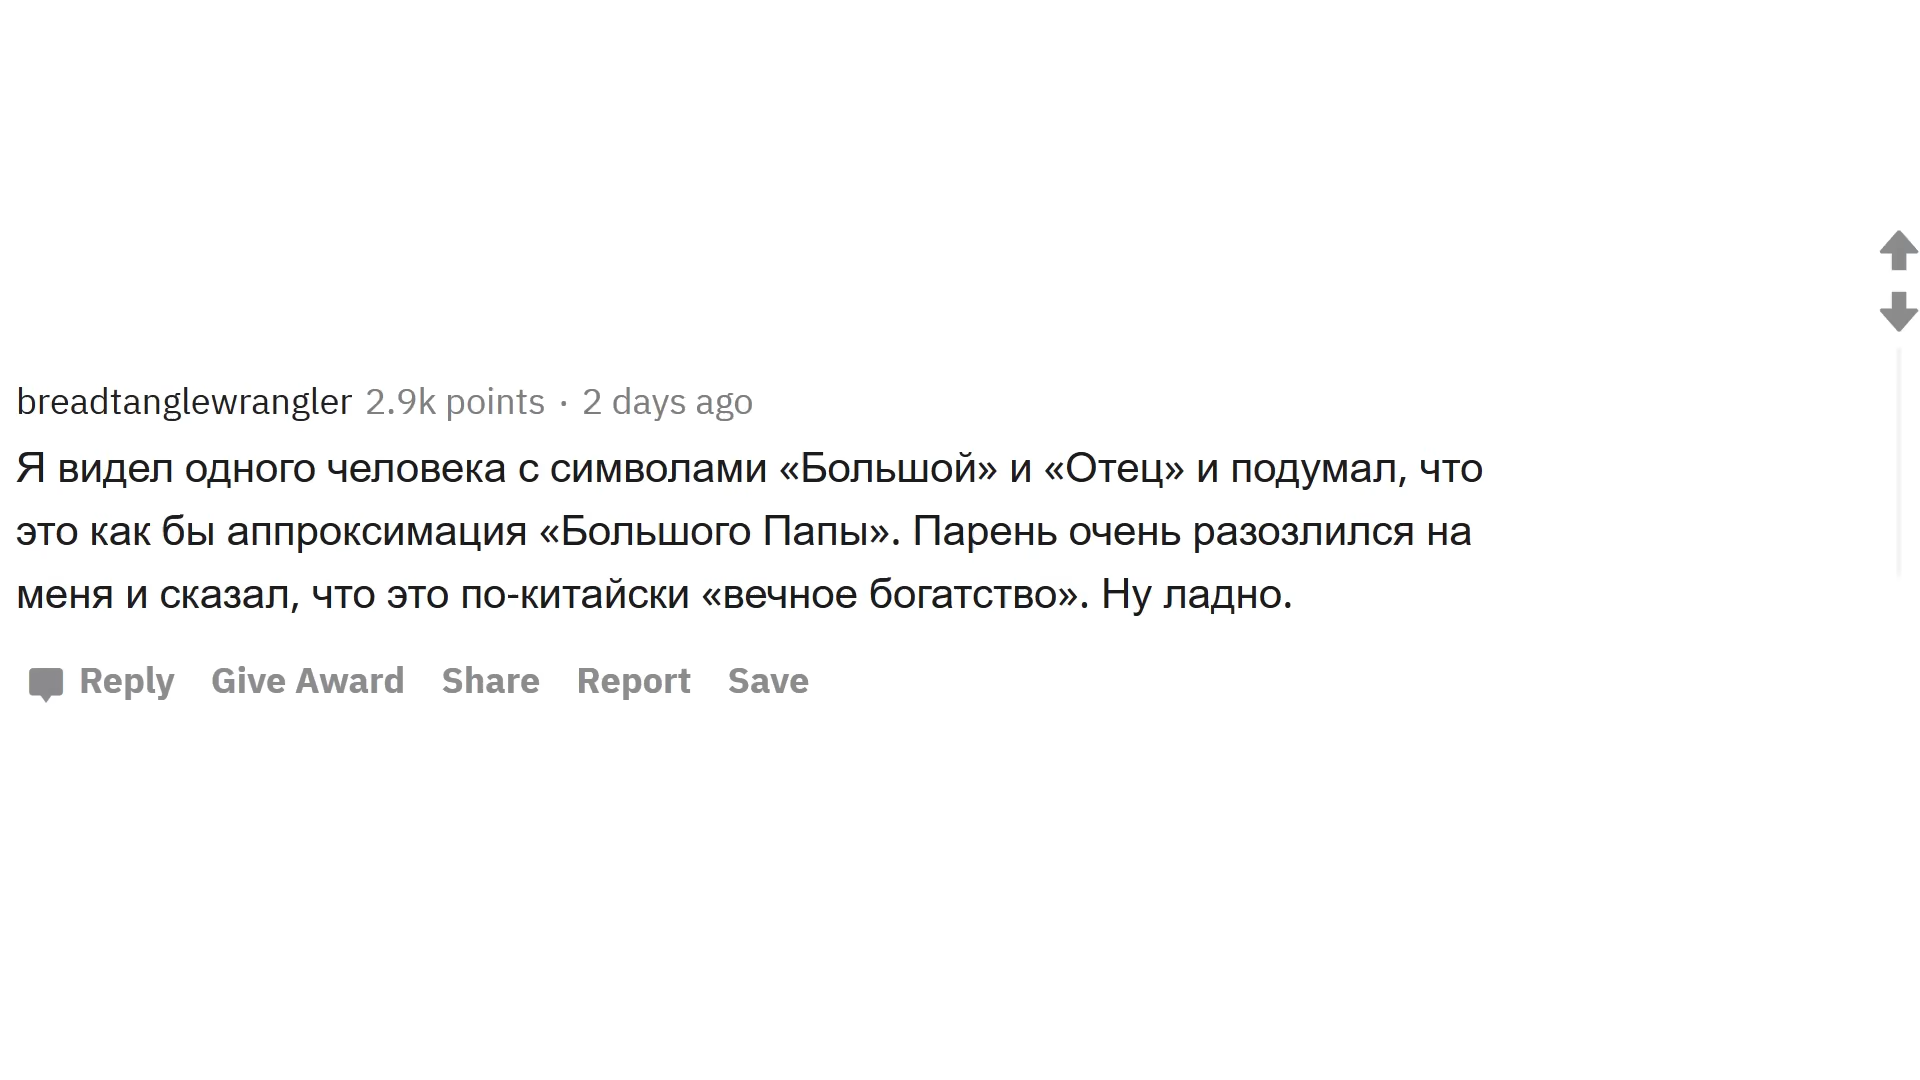 breadtanglewrangler 2.9k points · 2 days ago
Я видел одного человека с символами «Большой» и «Отец» и подумал, что
это как бы аппроксимация «Большого Папы». Парень очень разозлился на
меня и сказал, что это по-китайски «вечное богатство». Ну ладно.
Reply Give Award Share Report Save